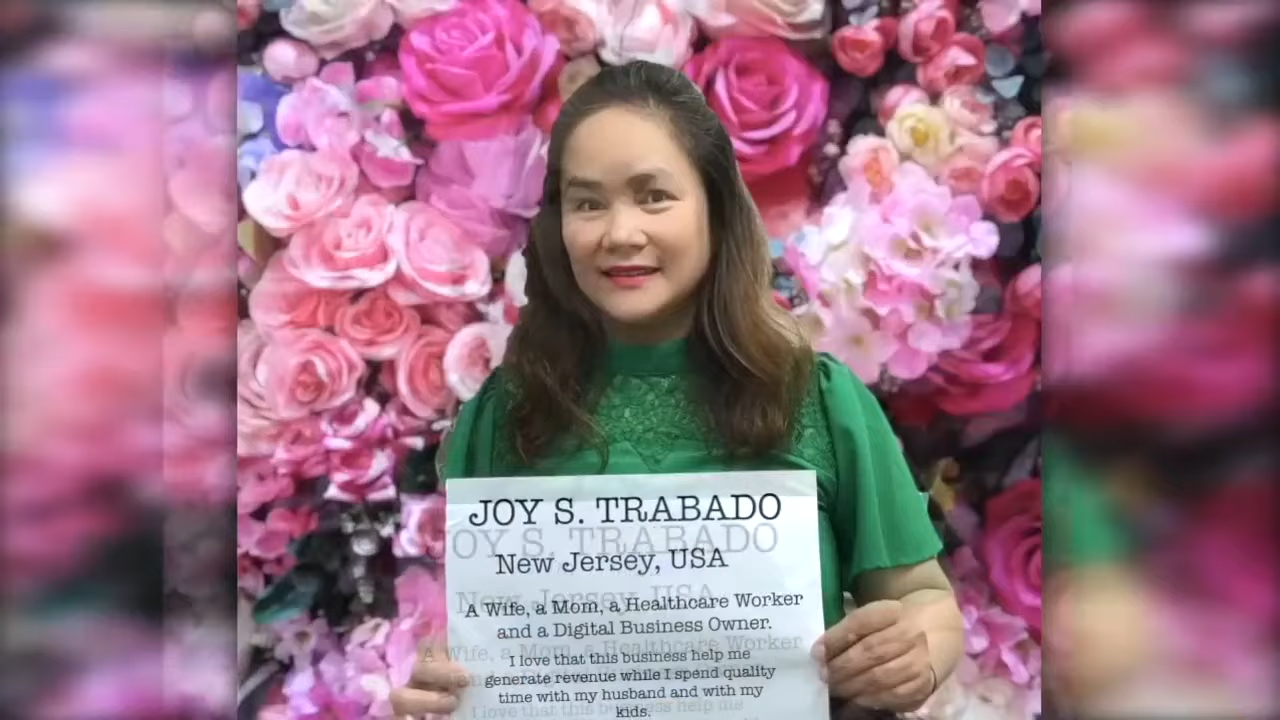 JOY S. TRABADO
New Jersey, USA
A Wife, a Mom, a Healthcare Worker
and a Digital Business Owner.
I love that this business help me
generate revenue while I spend quality
time with my husband and with my
kids.